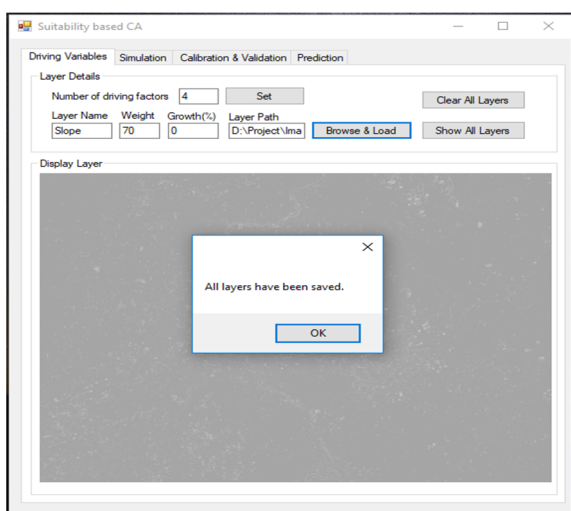 Suitability based CA
Driving Variables Simulation Calibration & Validation Prediction
Layer Details
Number of driving factors 4 Set Clear All Layers
Layer Name Weight Growth(%) Layer Path
Slope 70 0 D:\Project\Ima Browse & Load Show All Layers
Display Layer
All layers have been saved.
OK